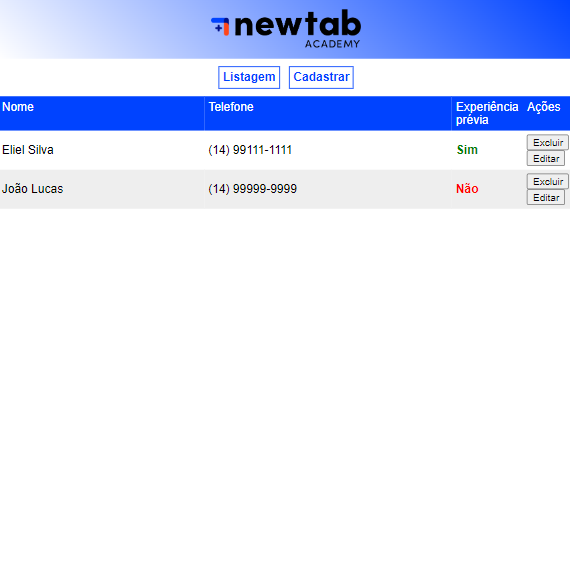 newtab
ACADEMY
Listagem Cadastrar
Nome Telefone Experiência prévia Ações
Eliel Silva (14) 99111-1111 Sim Excluir Editar
João Lucas (14) 99999-9999 Não Excluir Editar